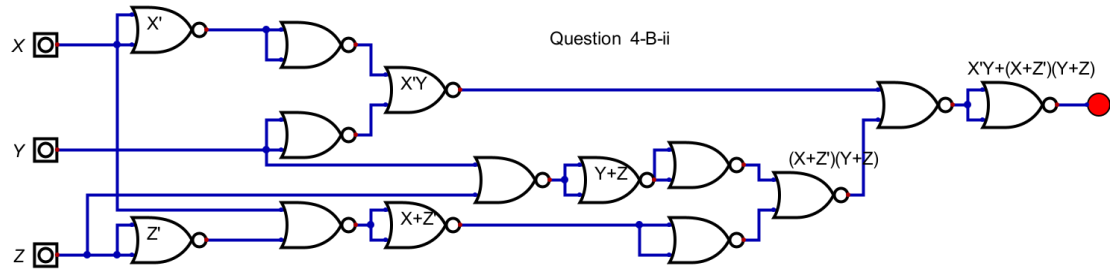 Question 4-B-ii
X
X'
X'Y
X'Y+(X+Z')(Y+Z)
Y
Y+Z
(X+Z')(Y+Z)
Z
Z'
X+Z'